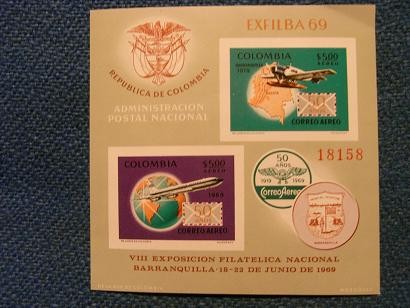 EXFILBA 69
REPUBLICA DE COLOMBIA
ADMINISTRACION
POSTAL NACIONAL
COLOMBIA
$5.00
AEREO
1919
CORREO AEREO
COLOMBIA
$5.00
AEREO
1969
CORREO AEREO
50
AÑOS
1919 1969
Correo Aereo
18158
BARRANQUILLA
VIII EXPOSICION FILATELICA NACIONAL
BARRANQUILLA - 18-22 DE JUNIO DE 1969